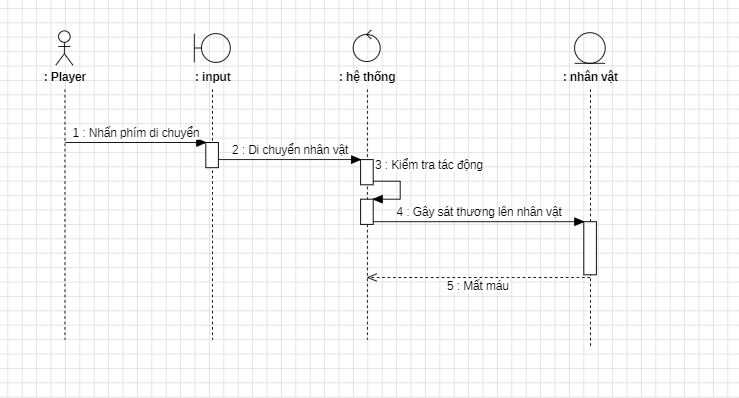 : Player
: input
: hệ thống
: nhân vật
1 : Nhấn phím di chuyển
2 : Di chuyển nhân vật
3 : Kiểm tra tác động
4 : Gây sát thương lên nhân vật
5 : Mất máu